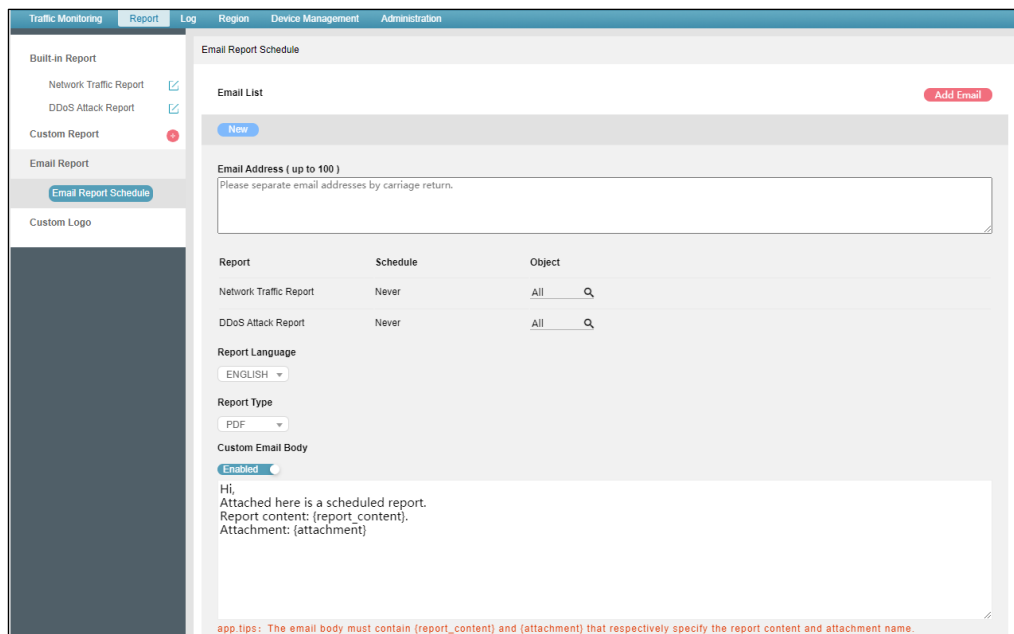 Traffic Monitoring Report Log Region Device Management Administration
Built-in Report
Network Traffic Report
DDoS Attack Report
Custom Report
Email Report
Email Report Schedule
Custom Logo
Email Report Schedule
Email List Add Email
New
Email Address ( up to 100 )
Please separate email addresses by carriage return.
Report Schedule Object
Network Traffic Report Never All
DDoS Attack Report Never All
Report Language
ENGLISH
Report Type
PDF
Custom Email Body
Enabled
Hi,
Attached here is a scheduled report.
Report content: {report_content}.
Attachment: {attachment}
app.tips: The email body must contain {report_content} and {attachment} that respectively specify the report content and attachment name.